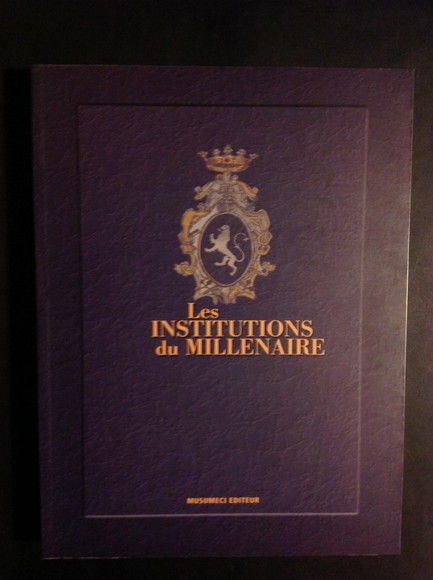 Les
INSTITUTIONS
du MILLENAIRE
MUSUMECI EDITEUR